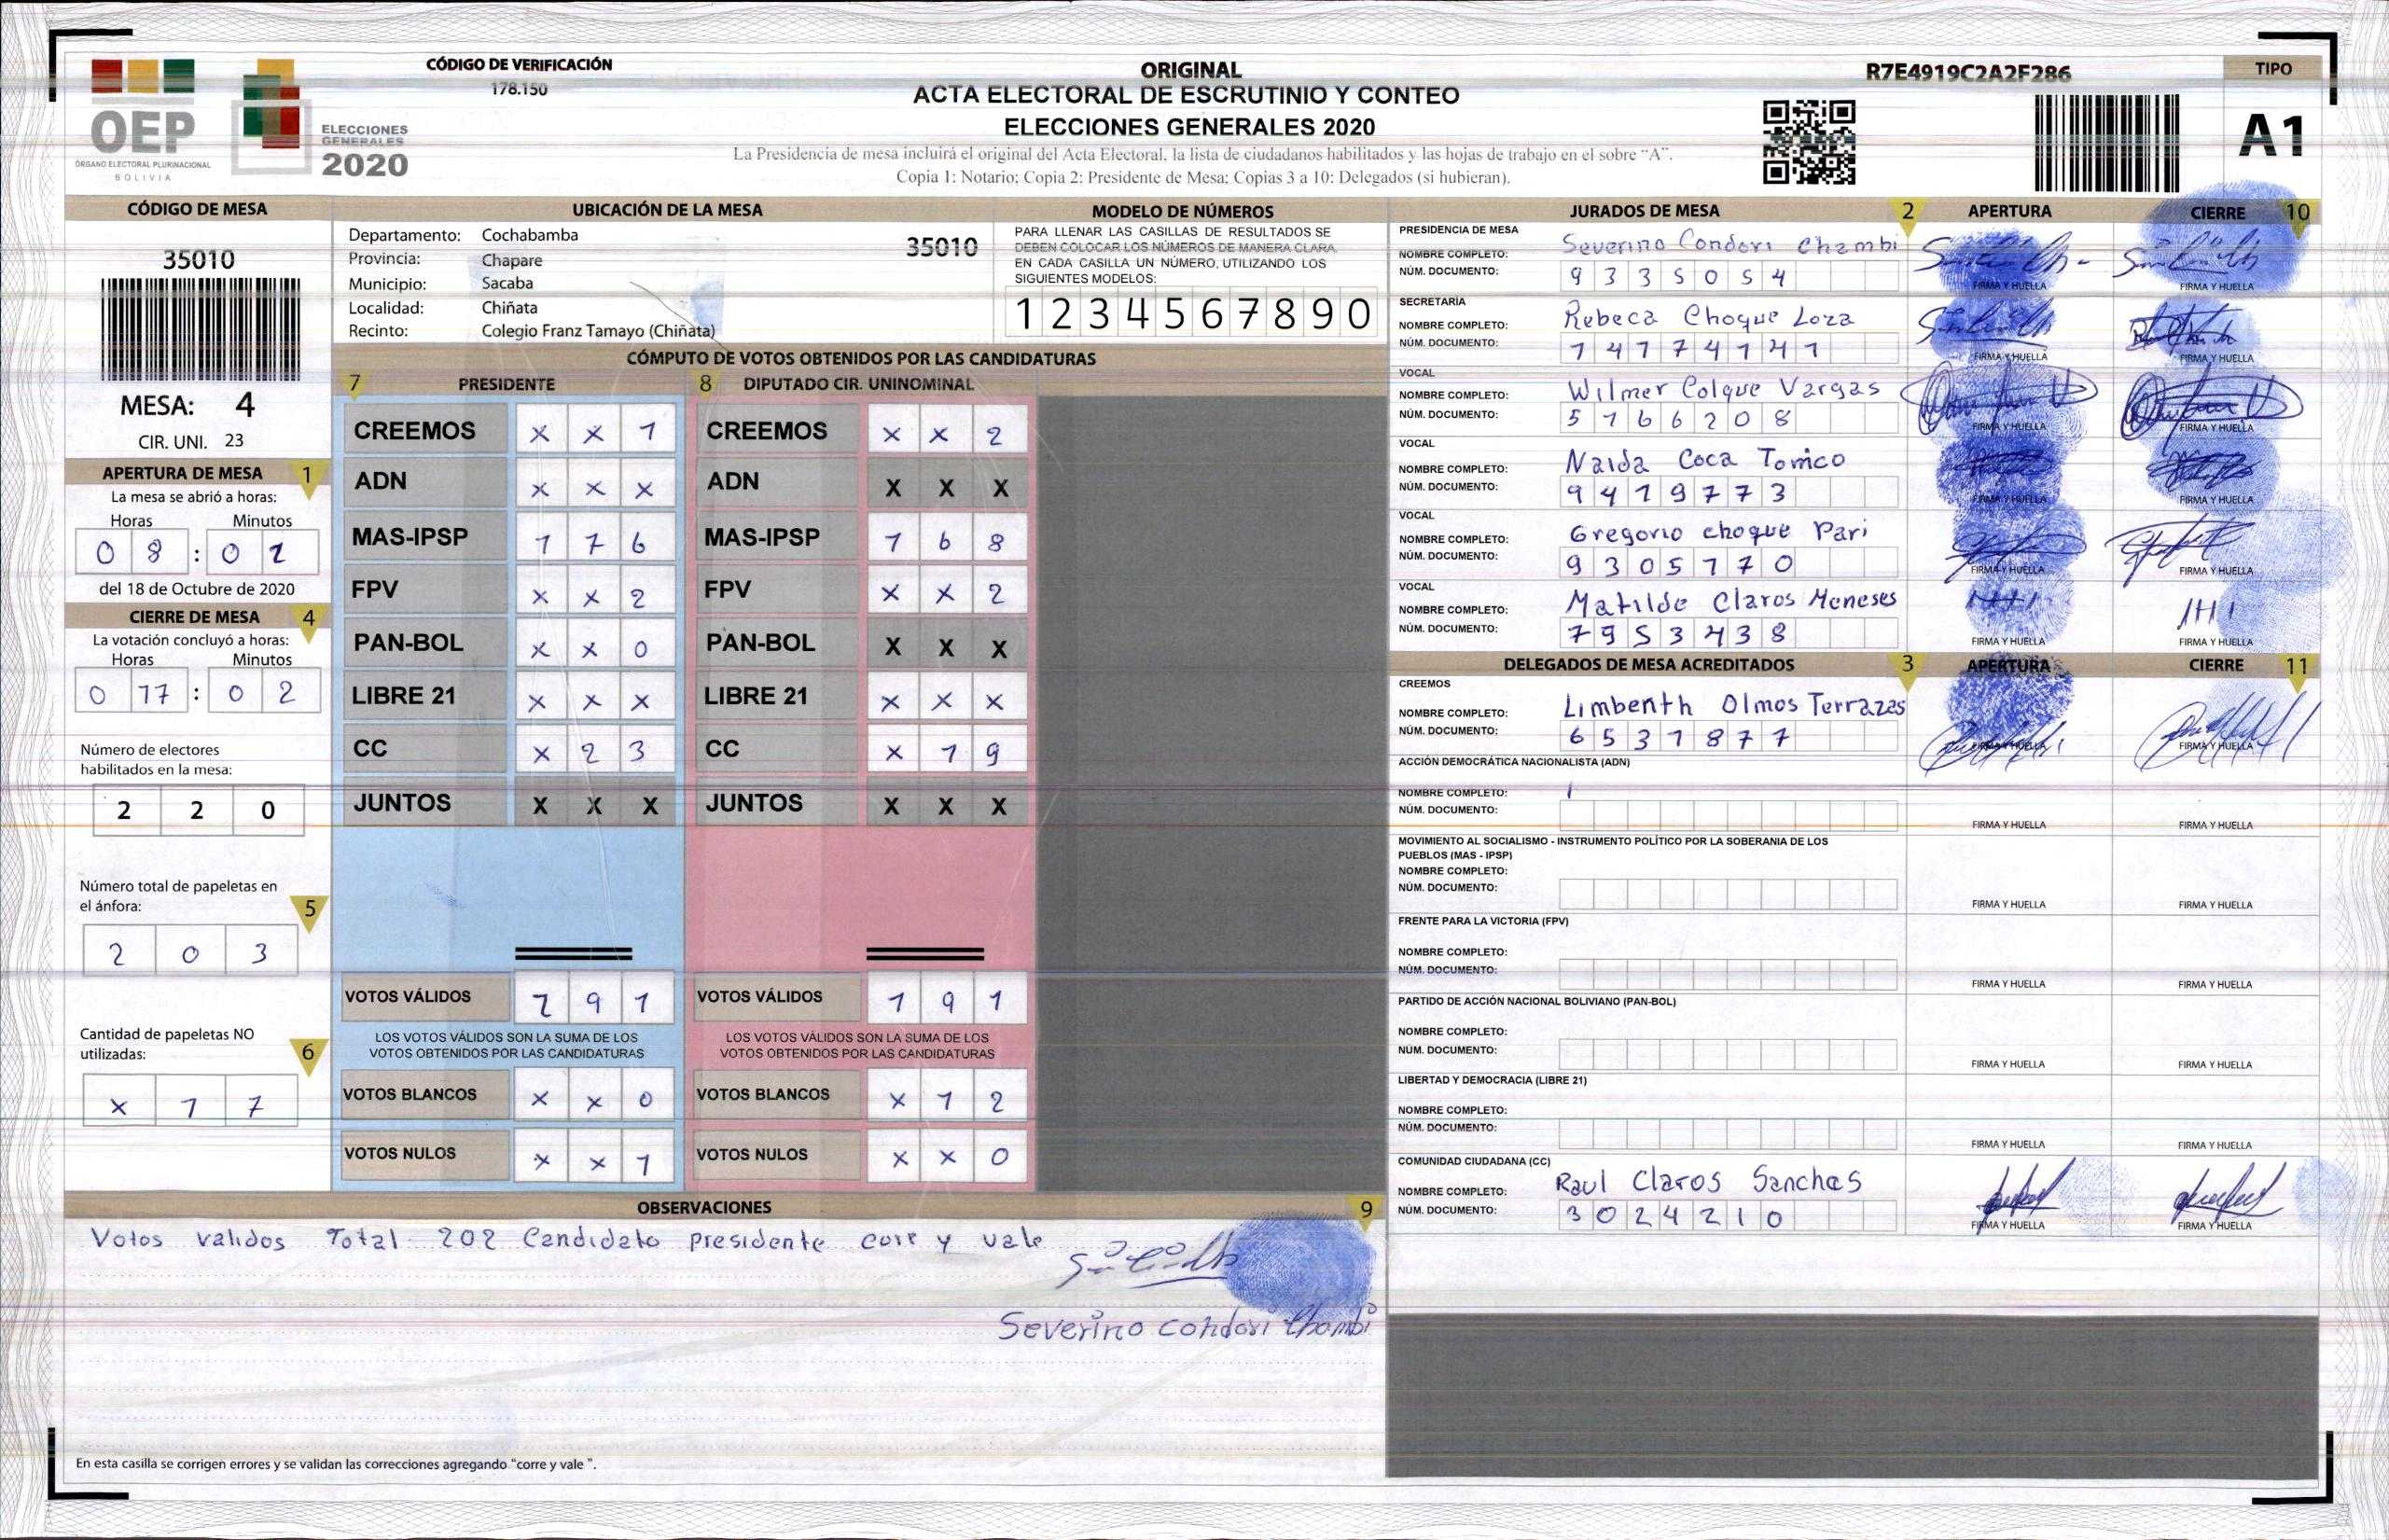 CÓDIGO DE VERIFICACIÓN
178.150
OEP
ÓRGANO ELECTORAL PLURINACIONAL
BOLIVIA
ELECCIONES
GENERALES
2020
ORIGINAL
ACTA ELECTORAL DE ESCRUTINIO Y CONTEO
ELECCIONES GENERALES 2020
La Presidencia de mesa incluirá el original del Acta Electoral, la lista de ciudadanos habilitados y las hojas de trabajo en el sobre "A".
Copia 1: Notario; Copia 2: Presidente de Mesa; Copias 3 a 10: Delegados (si hubieran).
R7E4919C2A2F286
TIPO
A1
CÓDIGO DE MESA
35010
MESA: 4
CIR. UNI. 23
APERTURA DE MESA 1
La mesa se abrió a horas:
Horas Minutos
0 8 : 0 2
del 18 de Octubre de 2020
CIERRE DE MESA 4
La votación concluyó a horas:
Horas Minutos
0 17 : 0 2
Número de electores
habilitados en la mesa:
2 2 0
Número total de papeletas en
el ánfora: 5
2 0 3
Cantidad de papeletas NO
utilizadas: 6
x 1 7
UBICACIÓN DE LA MESA
Departamento: Cochabamba
35010
Provincia: Chapare
Municipio: Sacaba
Localidad: Chiñata
Recinto: Colegio Franz Tamayo (Chiñata)
MODELO DE NÚMEROS
PARA LLENAR LAS CASILLAS DE RESULTADOS SE
DEBEN COLOCAR LOS NÚMEROS DE MANERA CLARA,
EN CADA CASILLA UN NÚMERO, UTILIZANDO LOS
SIGUIENTES MODELOS:
1 2 3 4 5 6 7 8 9 0
CÓMPUTO DE VOTOS OBTENIDOS POR LAS CANDIDATURAS
7 PRESIDENTE 8 DIPUTADO CIR. UNINOMINAL
CREEMOS x x 1 CREEMOS x x 2
ADN x x x ADN X X X
MAS-IPSP 1 7 6 MAS-IPSP 1 6 8
FPV x x 2 FPV x x 2
PAN-BOL x x 0 PAN-BOL X X X
LIBRE 21 x x x LIBRE 21 x x x
CC x 2 3 CC x 1 9
JUNTOS X X X JUNTOS X X X
VOTOS VÁLIDOS 2 9 1 VOTOS VÁLIDOS 1 9 1
LOS VOTOS VÁLIDOS SON LA SUMA DE LOS LOS VOTOS VÁLIDOS SON LA SUMA DE LOS
VOTOS OBTENIDOS POR LAS CANDIDATURAS VOTOS OBTENIDOS POR LAS CANDIDATURAS
VOTOS BLANCOS x x 0 VOTOS BLANCOS x 1 2
VOTOS NULOS x x 1 VOTOS NULOS x x 0
OBSERVACIONES 9
Votos validos Total 202 Candidato presidente corr y vale
Severino Condori Chambi
En esta casilla se corrigen errores y se validan las correcciones agregando "corre y vale ".
JURADOS DE MESA 2 APERTURA CIERRE 10
PRESIDENCIA DE MESA
NOMBRE COMPLETO: Severino Condori Chambi
NÚM. DOCUMENTO: 9 3 3 5 0 5 4
FIRMA Y HUELLA FIRMA Y HUELLA
SECRETARÍA
NOMBRE COMPLETO: Rebeca Choque Loza
NÚM. DOCUMENTO: 1 4 7 7 4 1 4 1
FIRMA Y HUELLA FIRMA Y HUELLA
VOCAL
NOMBRE COMPLETO: Wilmer Colque Vargas
NÚM. DOCUMENTO: 5 1 6 6 2 0 8
FIRMA Y HUELLA FIRMA Y HUELLA
VOCAL
NOMBRE COMPLETO: Naida Coca Torrico
NÚM. DOCUMENTO: 9 4 1 9 7 7 3
FIRMA Y HUELLA FIRMA Y HUELLA
VOCAL
NOMBRE COMPLETO: Gregorio choque Pari
NÚM. DOCUMENTO: 9 3 0 5 1 7 0
FIRMA Y HUELLA FIRMA Y HUELLA
VOCAL
NOMBRE COMPLETO: Matilde Claros Meneses
NÚM. DOCUMENTO: 7 9 5 3 4 3 8
FIRMA Y HUELLA FIRMA Y HUELLA
DELEGADOS DE MESA ACREDITADOS 3 APERTURA CIERRE 11
CREEMOS
NOMBRE COMPLETO: Limbenth Olmos Terrazas
NÚM. DOCUMENTO: 6 5 3 1 8 7 7
FIRMA Y HUELLA FIRMA Y HUELLA
ACCIÓN DEMOCRÁTICA NACIONALISTA (ADN)
NOMBRE COMPLETO:
NÚM. DOCUMENTO:
FIRMA Y HUELLA FIRMA Y HUELLA
MOVIMIENTO AL SOCIALISMO - INSTRUMENTO POLÍTICO POR LA SOBERANIA DE LOS
PUEBLOS (MAS - IPSP)
NOMBRE COMPLETO:
NÚM. DOCUMENTO:
FIRMA Y HUELLA FIRMA Y HUELLA
FRENTE PARA LA VICTORIA (FPV)
NOMBRE COMPLETO:
NÚM. DOCUMENTO:
FIRMA Y HUELLA FIRMA Y HUELLA
PARTIDO DE ACCIÓN NACIONAL BOLIVIANO (PAN-BOL)
NOMBRE COMPLETO:
NÚM. DOCUMENTO:
FIRMA Y HUELLA FIRMA Y HUELLA
LIBERTAD Y DEMOCRACIA (LIBRE 21)
NOMBRE COMPLETO:
NÚM. DOCUMENTO:
FIRMA Y HUELLA FIRMA Y HUELLA
COMUNIDAD CIUDADANA (CC)
NOMBRE COMPLETO: Raul Claros Sanches
NÚM. DOCUMENTO: 3 0 2 4 2 1 0
FIRMA Y HUELLA FIRMA Y HUELLA